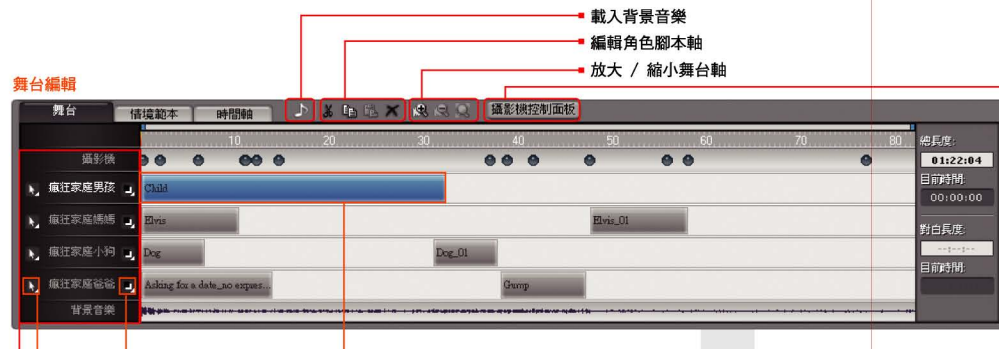 載入背景音樂
編輯角色腳本軸
放大 / 縮小舞台軸
舞台編輯
舞台 情境範本 時間軸 攝影機控制面板
10 20 30 40 50 60 70 80
總長度:
攝影機
01:22:04
瘋狂家庭男孩 Child
目前時間:
00:00:00
瘋狂家庭媽媽 Elvis Elvis_01
對白長度:
瘋狂家庭小狗 Dog Dog_01
--:--:--
目前時間:
瘋狂家庭爸爸 Asking for a date_no expres... Gump
背景音樂